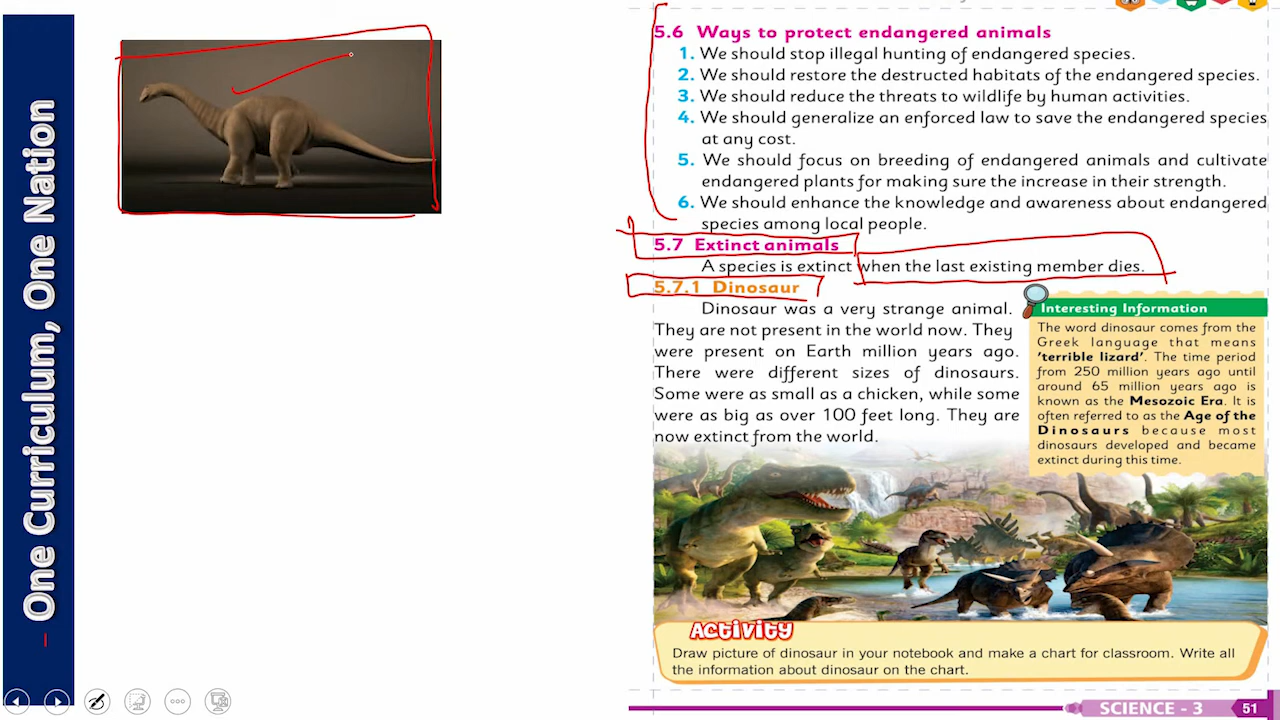 One Curriculum, One Nation
5.6 Ways to protect endangered animals
1. We should stop illegal hunting of endangered species.
2. We should restore the destructed habitats of the endangered species.
3. We should reduce the threats to wildlife by human activities.
4. We should generalize an enforced law to save the endangered species
at any cost.
5. We should focus on breeding of endangered animals and cultivate
endangered plants for making sure the increase in their strength.
6. We should enhance the knowledge and awareness about endangered
species among local people.
5.7 Extinct animals
A species is extinct when the last existing member dies.
5.7.1 Dinosaur
Dinosaur was a very strange animal.
They are not present in the world now. They
were present on Earth million years ago.
There were different sizes of dinosaurs.
Some were as small as a chicken, while some
were as big as over 100 feet long. They are
now extinct from the world.
Interesting Information
The word dinosaur comes from the
Greek language that means
'terrible lizard'. The time period
from 250 million years ago until
around 65 million years ago is
known as the Mesozoic Era. It is
often referred to as the Age of the
Dinosaurs because most
dinosaurs developed and became
extinct during this time.
Activity
Draw picture of dinosaur in your notebook and make a chart for classroom. Write all
the information about dinosaur on the chart.
SCIENCE - 3 51